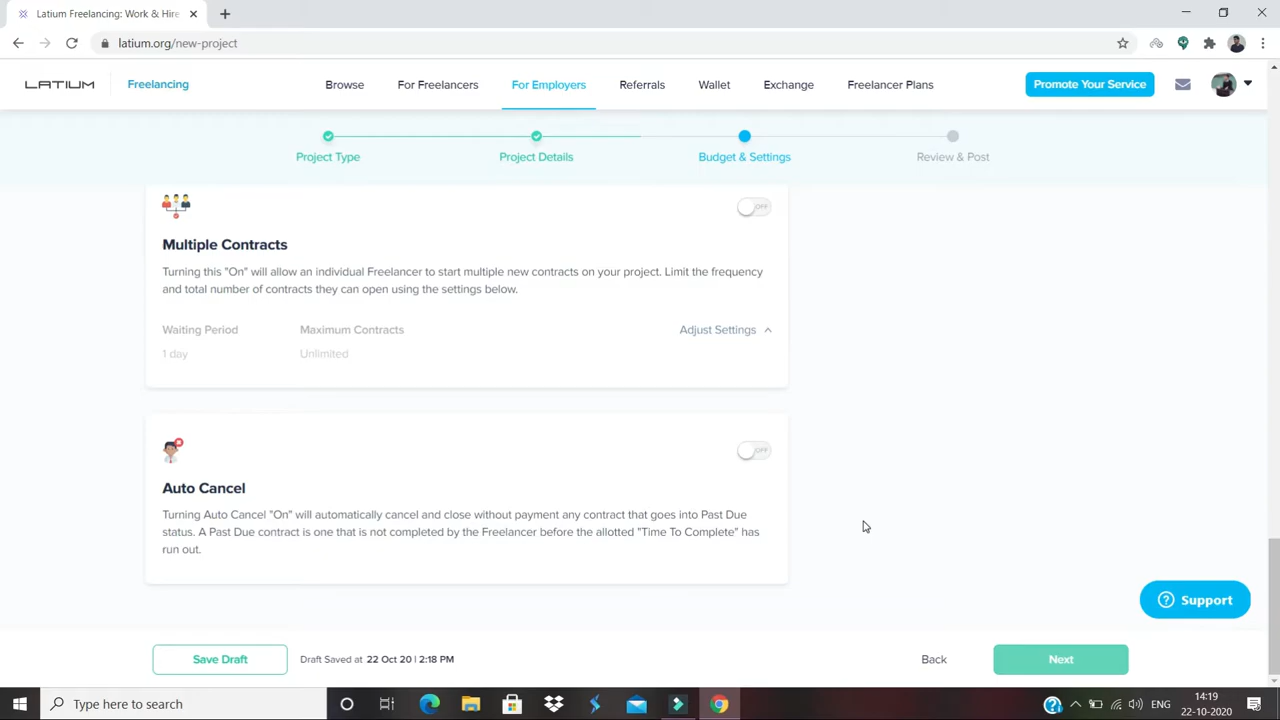 Latium Freelancing: Work & Hire
latium.org/new-project
LATIUM Freelancing Browse For Freelancers For Employers Referrals Wallet Exchange Freelancer Plans Promote Your Service
Project Type Project Details Budget & Settings Review & Post
OFF
Multiple Contracts
Turning this "On" will allow an individual Freelancer to start multiple new contracts on your project. Limit the frequency
and total number of contracts they can open using the settings below.
Waiting Period Maximum Contracts Adjust Settings
1 day Unlimited
OFF
Auto Cancel
Turning Auto Cancel "On" will automatically cancel and close without payment any contract that goes into Past Due
status. A Past Due contract is one that is not completed by the Freelancer before the allotted "Time To Complete" has
run out.
Support
Save Draft Draft Saved at 22 Oct 20 | 2:18 PM Back Next
Type here to search ENG 14:19
22-10-2020